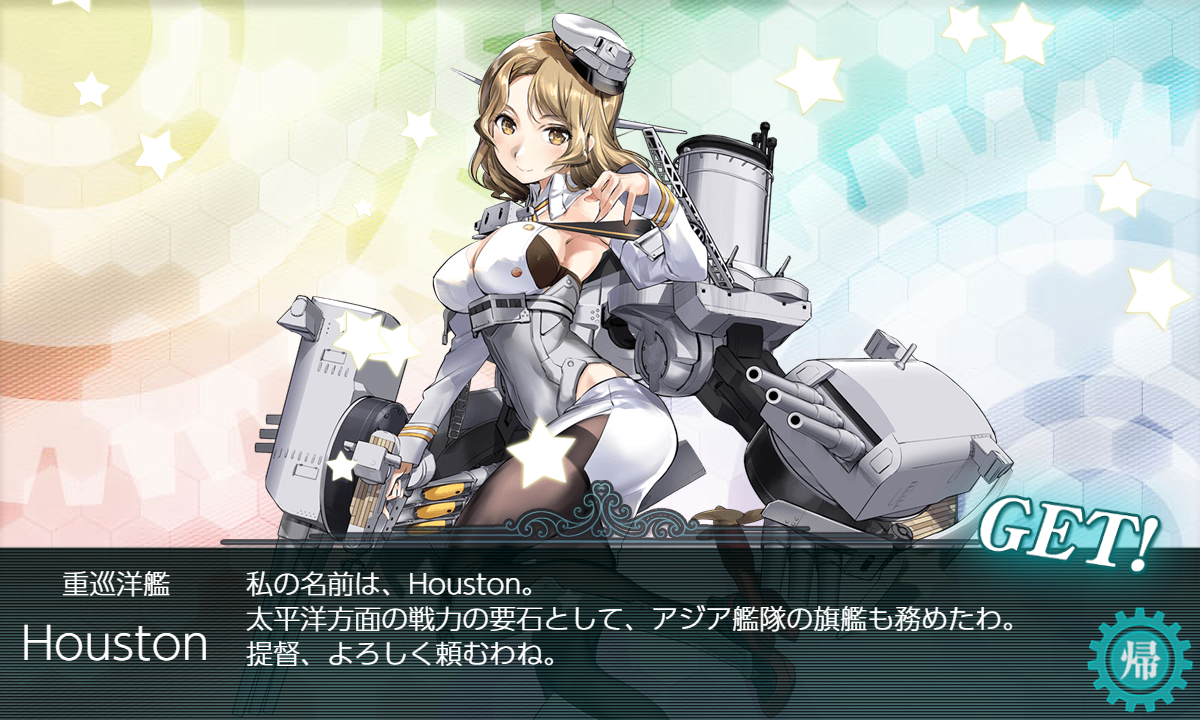 GET!
重巡洋艦
Houston
私の名前は、Houston。
太平洋方面の戦力の要石として、アジア艦隊の旗艦も務めたわ。
提督、よろしく頼むわね。
帰